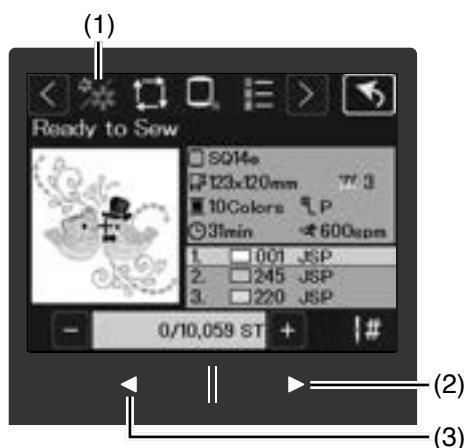 (1)
Ready to Sew
SQ14a
123x120mm 3
10Colors P
31min 600spm
1. 001 JSP
2. 245 JSP
3. 220 JSP
− 0/10,059 ST +
#
(2)
(3)